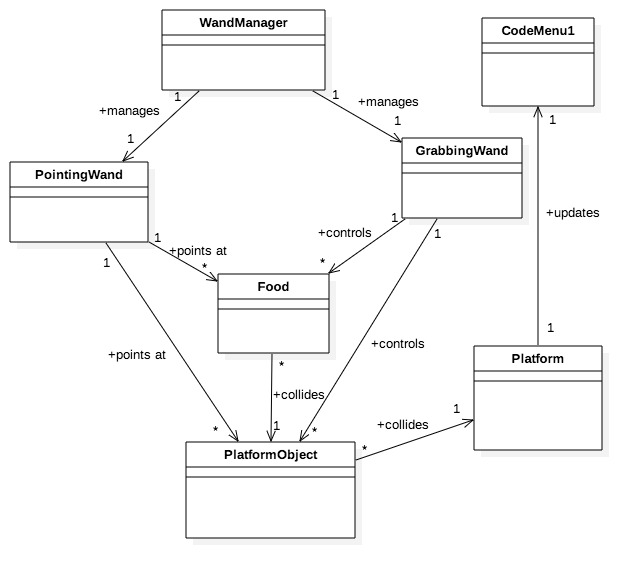 WandManager
CodeMenu1
1
1
+manages
+manages
1
1
1
PointingWand
GrabbingWand
1
+points at
*
1
+controls
*
1
+updates
1
Food
1
+points at
*
*
+collides
1
+controls
*
1
Platform
PlatformObject
*
+collides
1